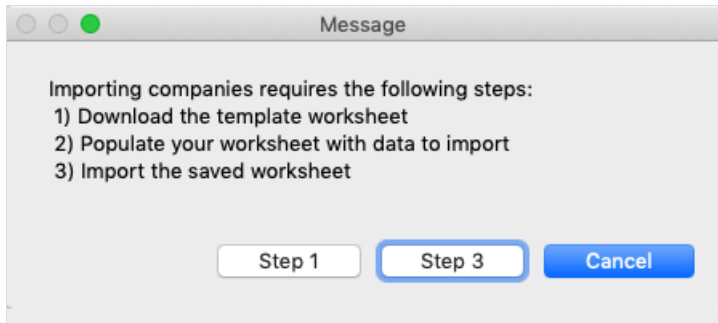 Message
Importing companies requires the following steps:
1) Download the template worksheet
2) Populate your worksheet with data to import
3) Import the saved worksheet
Step 1 Step 3 Cancel